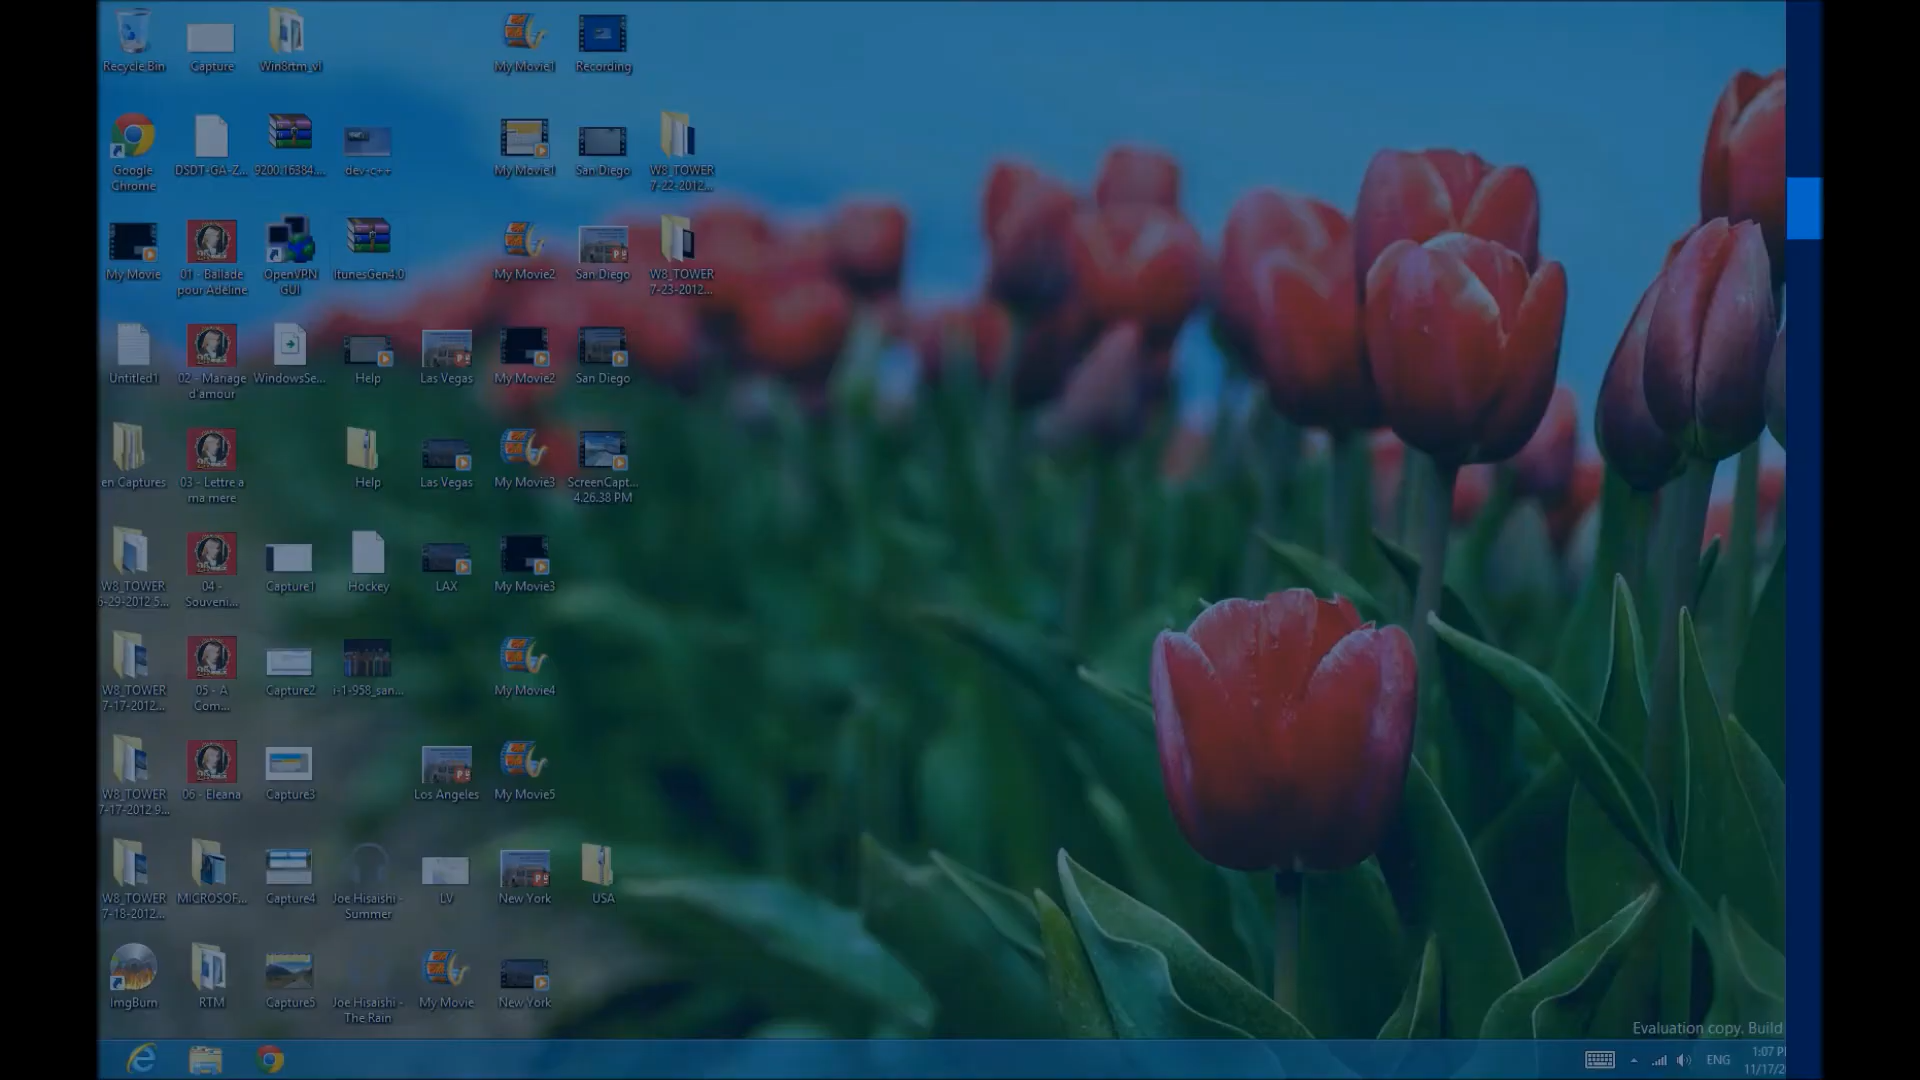 Recycle Bin
Capture
Win8rtm_vl
My Movie1
Recording
Google
Chrome
DSDT-GA-Z...
9200.16384....
dev-c++
My Movie1
San Diego
W8_TOWER
7-22-2012...
My Movie
01 - Ballade
pour Adeline
OpenVPN
GUI
ItunesGen4.0
My Movie2
San Diego
W8_TOWER
7-23-2012...
Untitled1
02 - Mariage
d'amour
WindowsSe...
Help
Las Vegas
My Movie2
San Diego
en Captures
03 - Lettre a
ma mere
Help
Las Vegas
My Movie3
ScreenCapt...
4.26.38 PM
W8_TOWER
6-29-2012 5...
04 -
Souveni...
Capture1
Hockey
LAX
My Movie3
W8_TOWER
7-17-2012...
05 - A
Com...
Capture2
i-1-958_san...
My Movie4
W8_TOWER
7-17-2012 9...
06 - Eleana
Capture3
Los Angeles
My Movie5
W8_TOWER
7-18-2012...
MICROSOF...
Capture4
Joe Hisaishi -
Summer
LV
New York
USA
ImgBurn
RTM
Capture5
Joe Hisaishi -
The Rain
My Movie
New York
Evaluation copy. Build
ENG
1:07 P
11/17/2